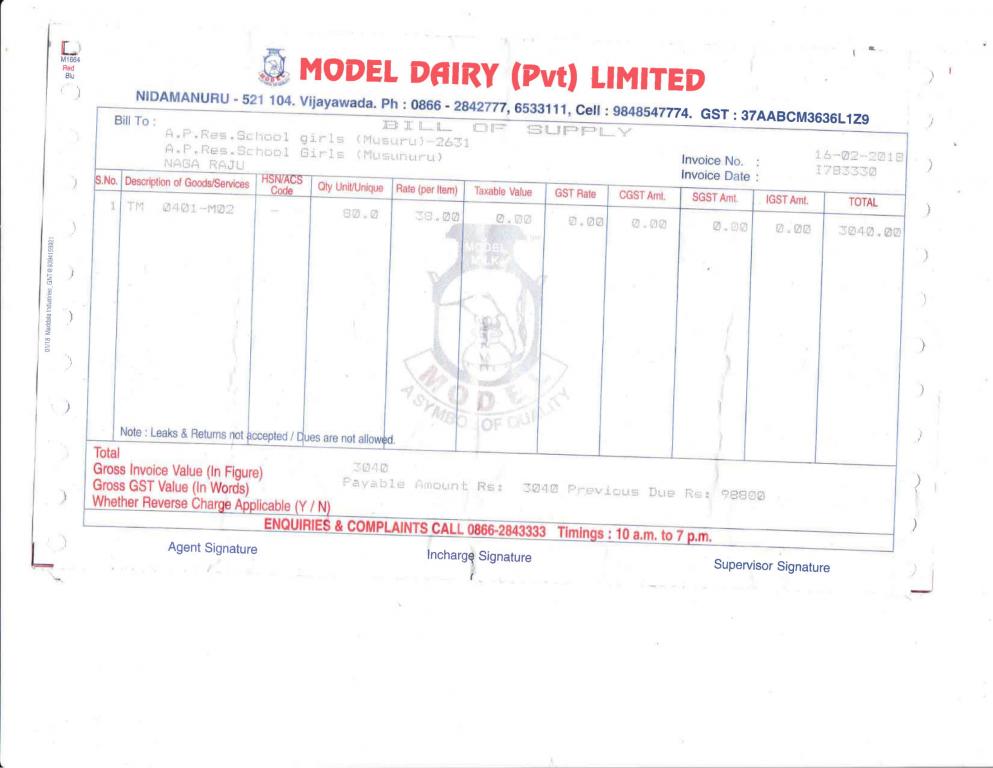 M1664
Red
Blu
MODEL DAIRY (Pvt) LIMITED
NIDAMANURU - 521 104. Vijayawada. Ph : 0866 - 2842777, 6533111, Cell : 9848547774. GST : 37AABCM3636L1Z9
BILL OF SUPPLY
Bill To :
A.P.Res.School girls (Musuru)-2631
A.P.Res.School Girls (Musunuru)
NAGA RAJU
Invoice No. : 16-02-2018
Invoice Date : I783330
S.No. Description of Goods/Services HSN/ACS Code Qty Unit/Unique Rate (per Item) Taxable Value GST Rate CGST Amt. SGST Amt. IGST Amt. TOTAL
1 TM 0401-M02 - 80.0 38.00 0.00 0.00 0.00 0.00 0.00 3040.00
MODEL
MILK
MODEL
A SYMBOL OF QUALITY
Note : Leaks & Returns not accepted / Dues are not allowed.
Total
Gross Invoice Value (In Figure) 3040
Gross GST Value (In Words) Payable Amount Rs: 3040 Previous Due Rs: 98800
Whether Reverse Charge Applicable (Y / N)
ENQUIRIES & COMPLAINTS CALL 0866-2843333 Timings : 10 a.m. to 7 p.m.
Agent Signature Incharge Signature Supervisor Signature